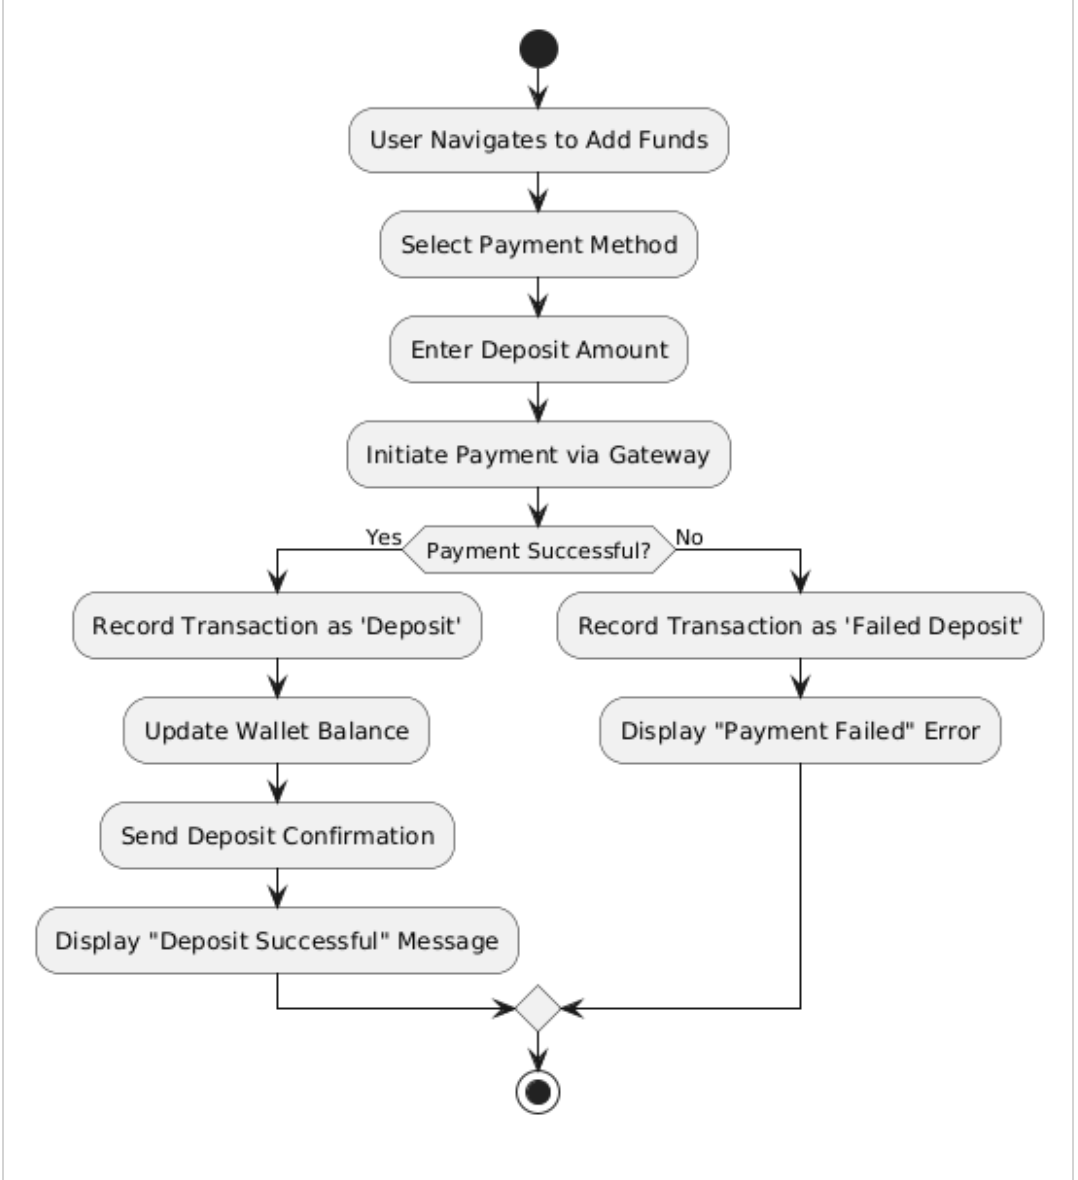 User Navigates to Add Funds
Select Payment Method
Enter Deposit Amount
Initiate Payment via Gateway
Yes
Payment Successful?
No
Record Transaction as 'Deposit'
Record Transaction as 'Failed Deposit'
Update Wallet Balance
Display "Payment Failed" Error
Send Deposit Confirmation
Display "Deposit Successful" Message